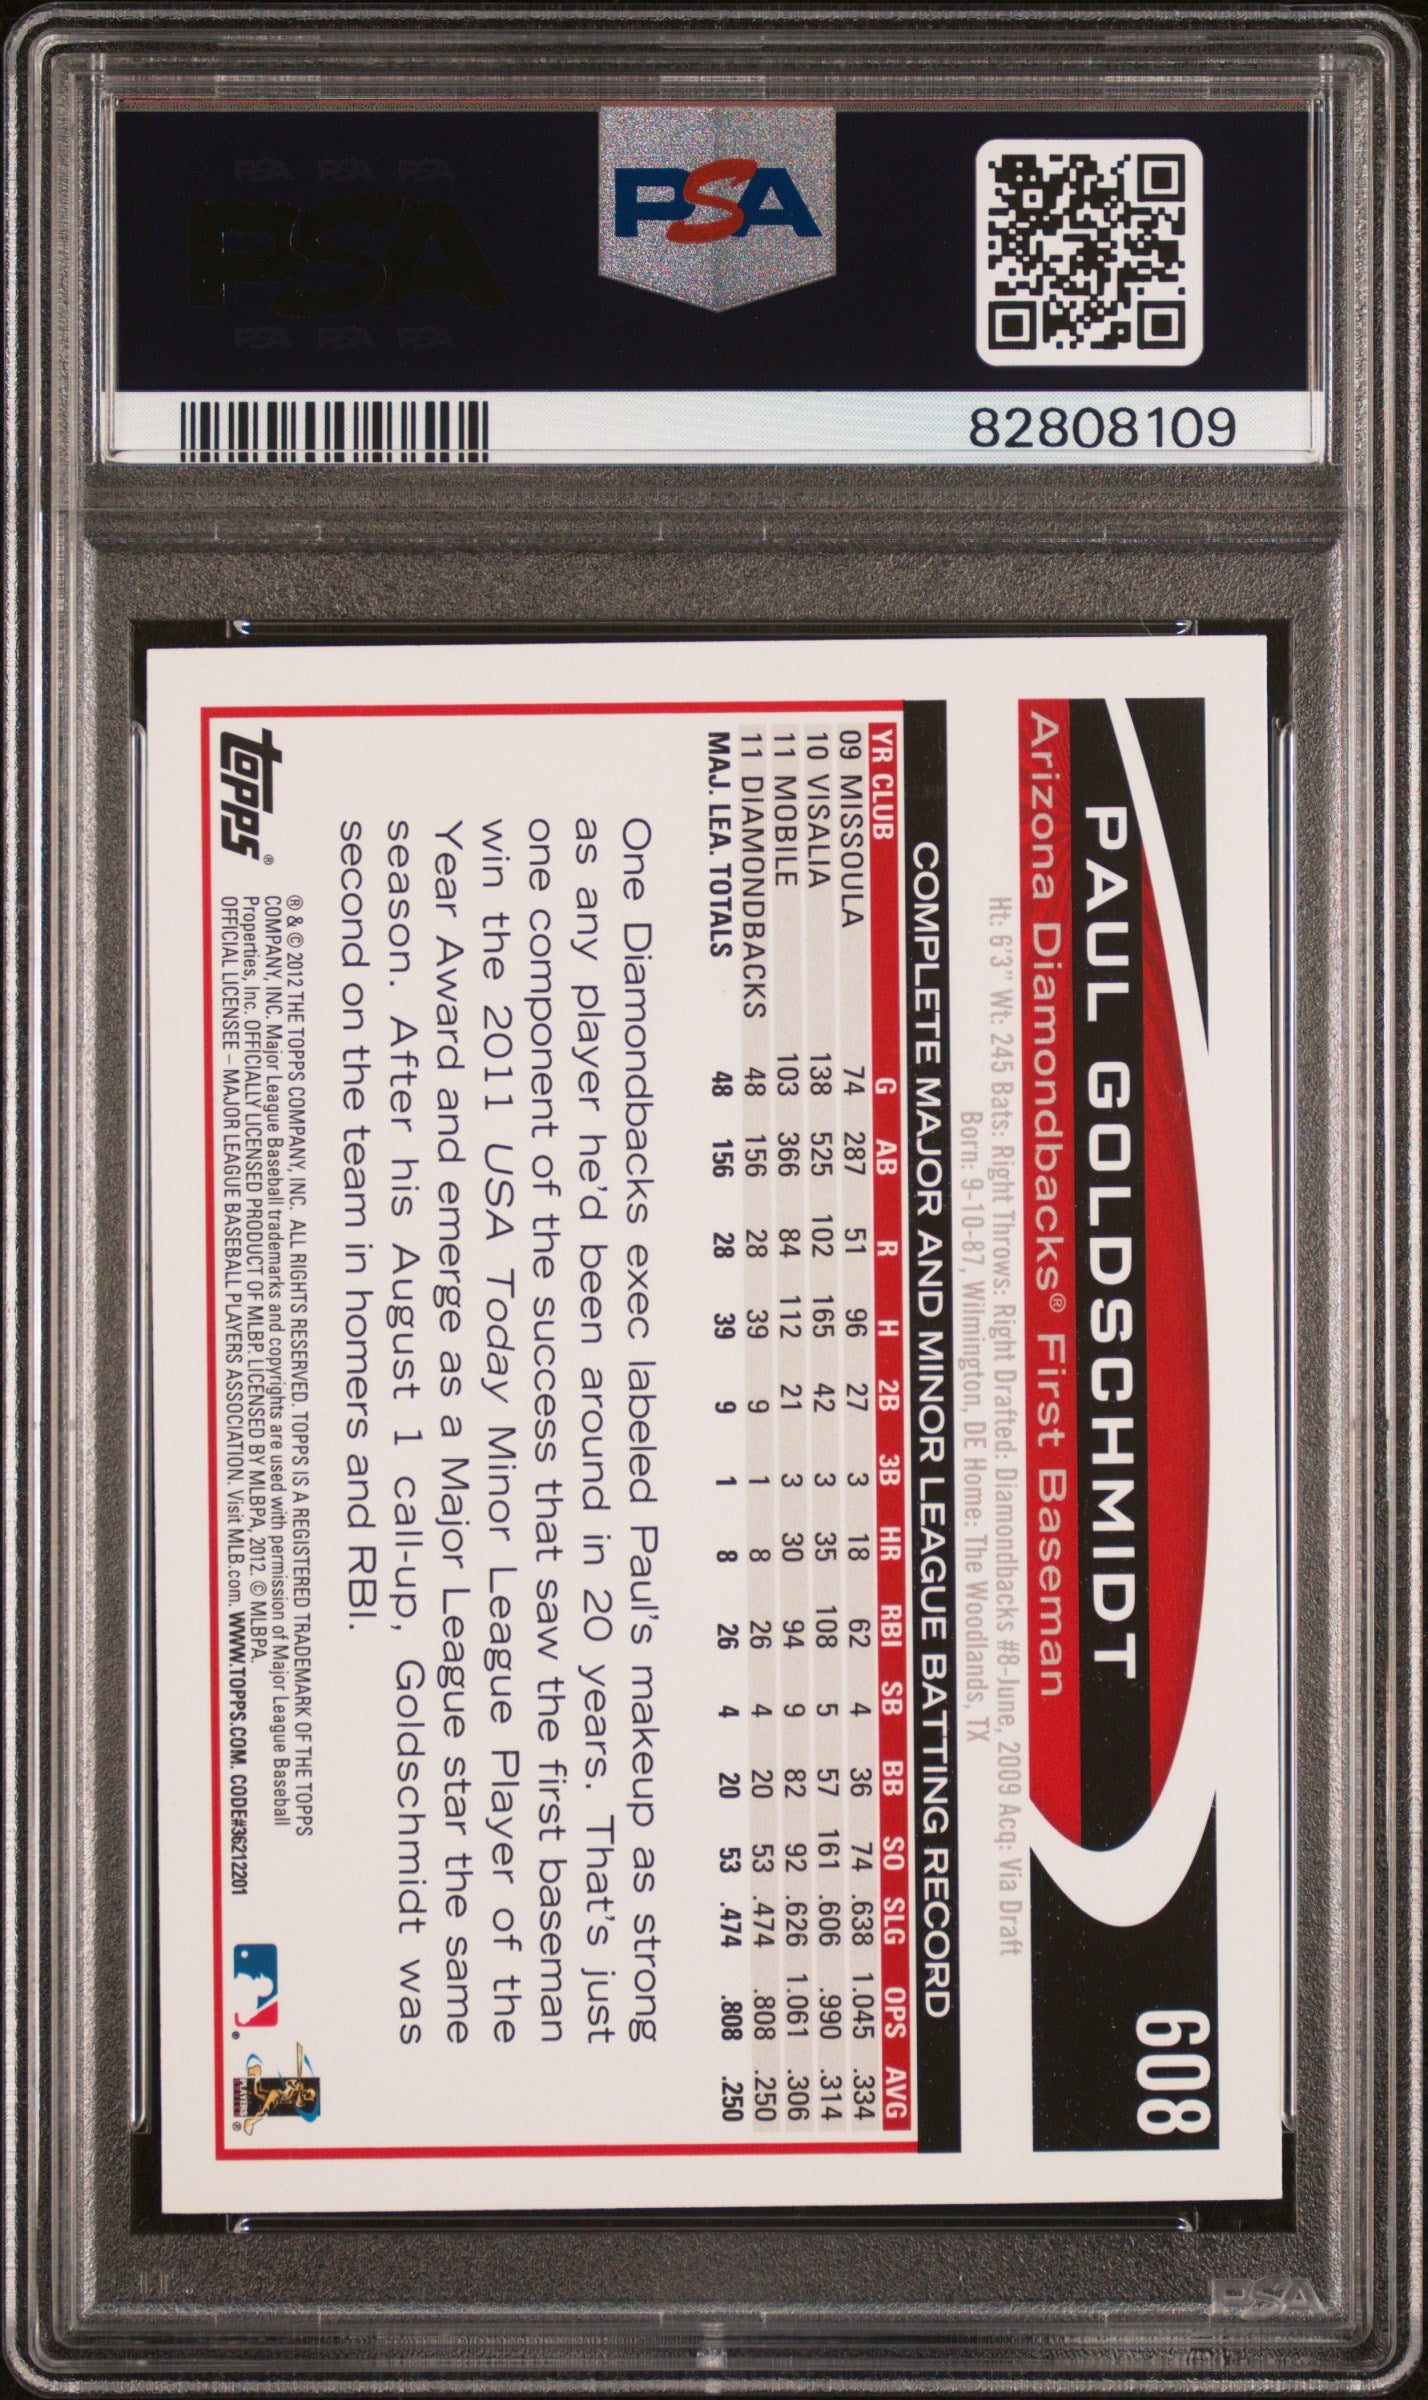 PSA PSA PSA
PSA
PSA PSA PSA
PSA
82808109
608
PAUL GOLDSCHMIDT
Arizona Diamondbacks® First Baseman
Ht: 6'3" Wt: 245 Bats: Right Throws: Right Drafted: Diamondbacks #8-June, 2009 Acq: Via Draft
Born: 9-10-87, Wilmington, DE Home: The Woodlands, TX
COMPLETE MAJOR AND MINOR LEAGUE BATTING RECORD
YR CLUB G AB R H 2B 3B HR RBI SB BB SO SLG OPS AVG
09 MISSOULA 74 287 51 96 27 3 18 62 4 36 74 .638 1.045 .334
10 VISALIA 138 525 102 165 42 3 35 108 5 57 161 .606 .990 .314
11 MOBILE 103 366 84 112 21 3 30 94 9 82 92 .626 1.061 .306
11 DIAMONDBACKS 48 156 28 39 9 1 8 26 4 20 53 .474 .808 .250
MAJ. LEA. TOTALS 48 156 28 39 9 1 8 26 4 20 53 .474 .808 .250
One Diamondbacks exec labeled Paul's makeup as strong
as any player he'd been around in 20 years. That's just
one component of the success that saw the first baseman
win the 2011 USA Today Minor League Player of the
Year Award and emerge as a Major League star the same
season. After his August 1 call-up, Goldschmidt was
second on the team in homers and RBI.
topps®
® & © 2012 THE TOPPS COMPANY, INC. ALL RIGHTS RESERVED. TOPPS IS A REGISTERED TRADEMARK OF THE TOPPS
COMPANY, INC. Major League Baseball trademarks and copyrights are used with permission of Major League Baseball
Properties, Inc. OFFICIALLY LICENSED PRODUCT OF MLBP. LICENSED BY MLBPA, 2012. © MLBPA.
OFFICIAL LICENSEE – MAJOR LEAGUE BASEBALL PLAYERS ASSOCIATION. Visit MLB.com. WWW.TOPPS.COM. CODE#36212201
PSA